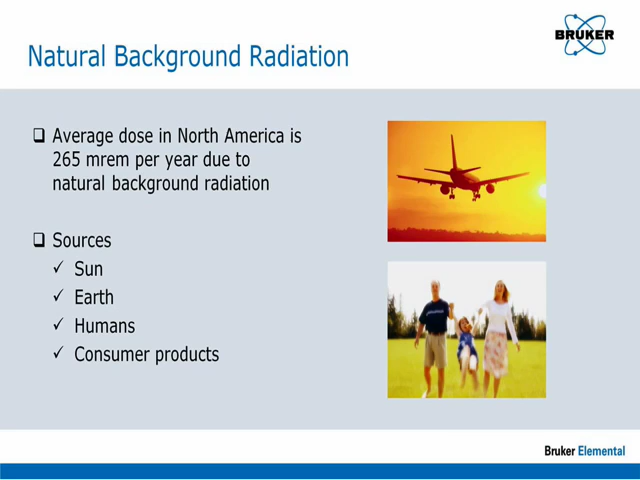 BRUKER
Natural Background Radiation
Average dose in North America is
265 mrem per year due to
natural background radiation
Sources
Sun
Earth
Humans
Consumer products
Bruker Elemental